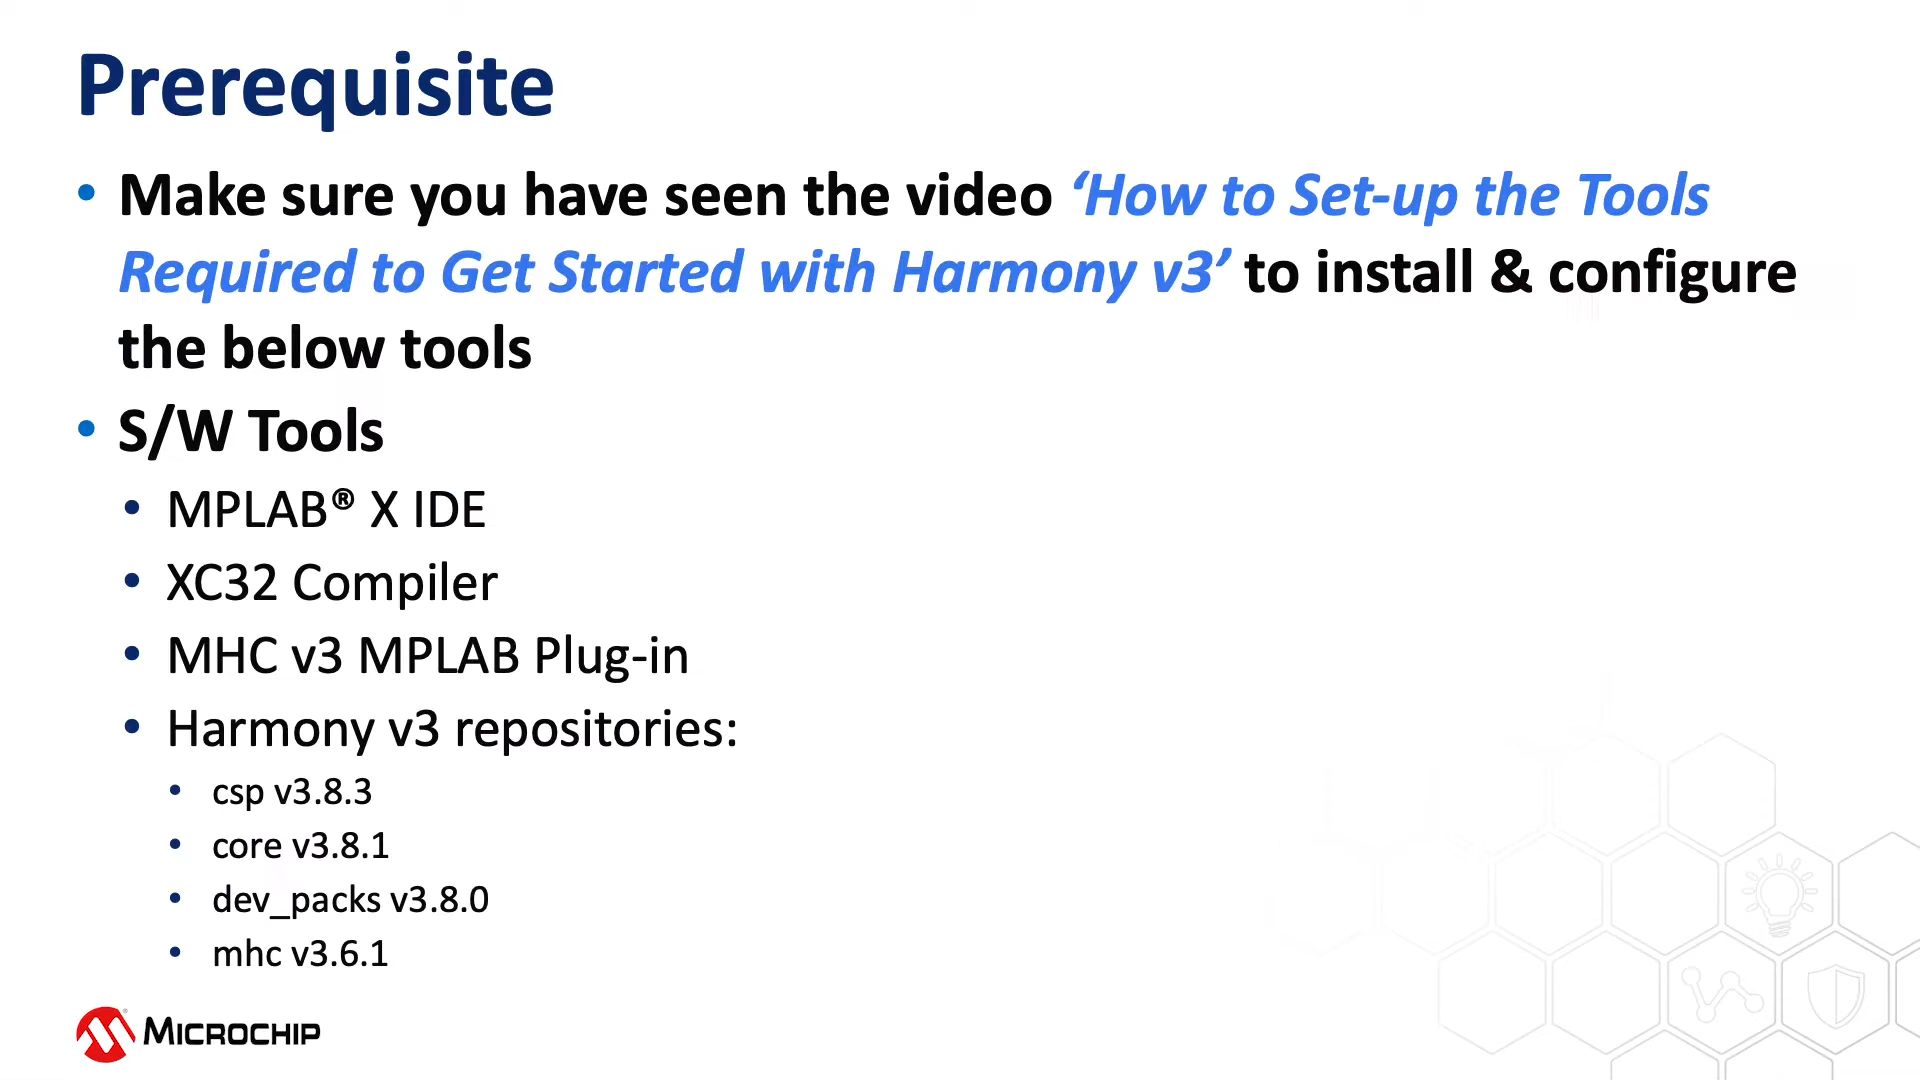 Prerequisite
• Make sure you have seen the video ‘How to Set-up the Tools
Required to Get Started with Harmony v3’ to install & configure
the below tools
• S/W Tools
• MPLAB® X IDE
• XC32 Compiler
• MHC v3 MPLAB Plug-in
• Harmony v3 repositories:
• csp v3.8.3
• core v3.8.1
• dev_packs v3.8.0
• mhc v3.6.1
MICROCHIP